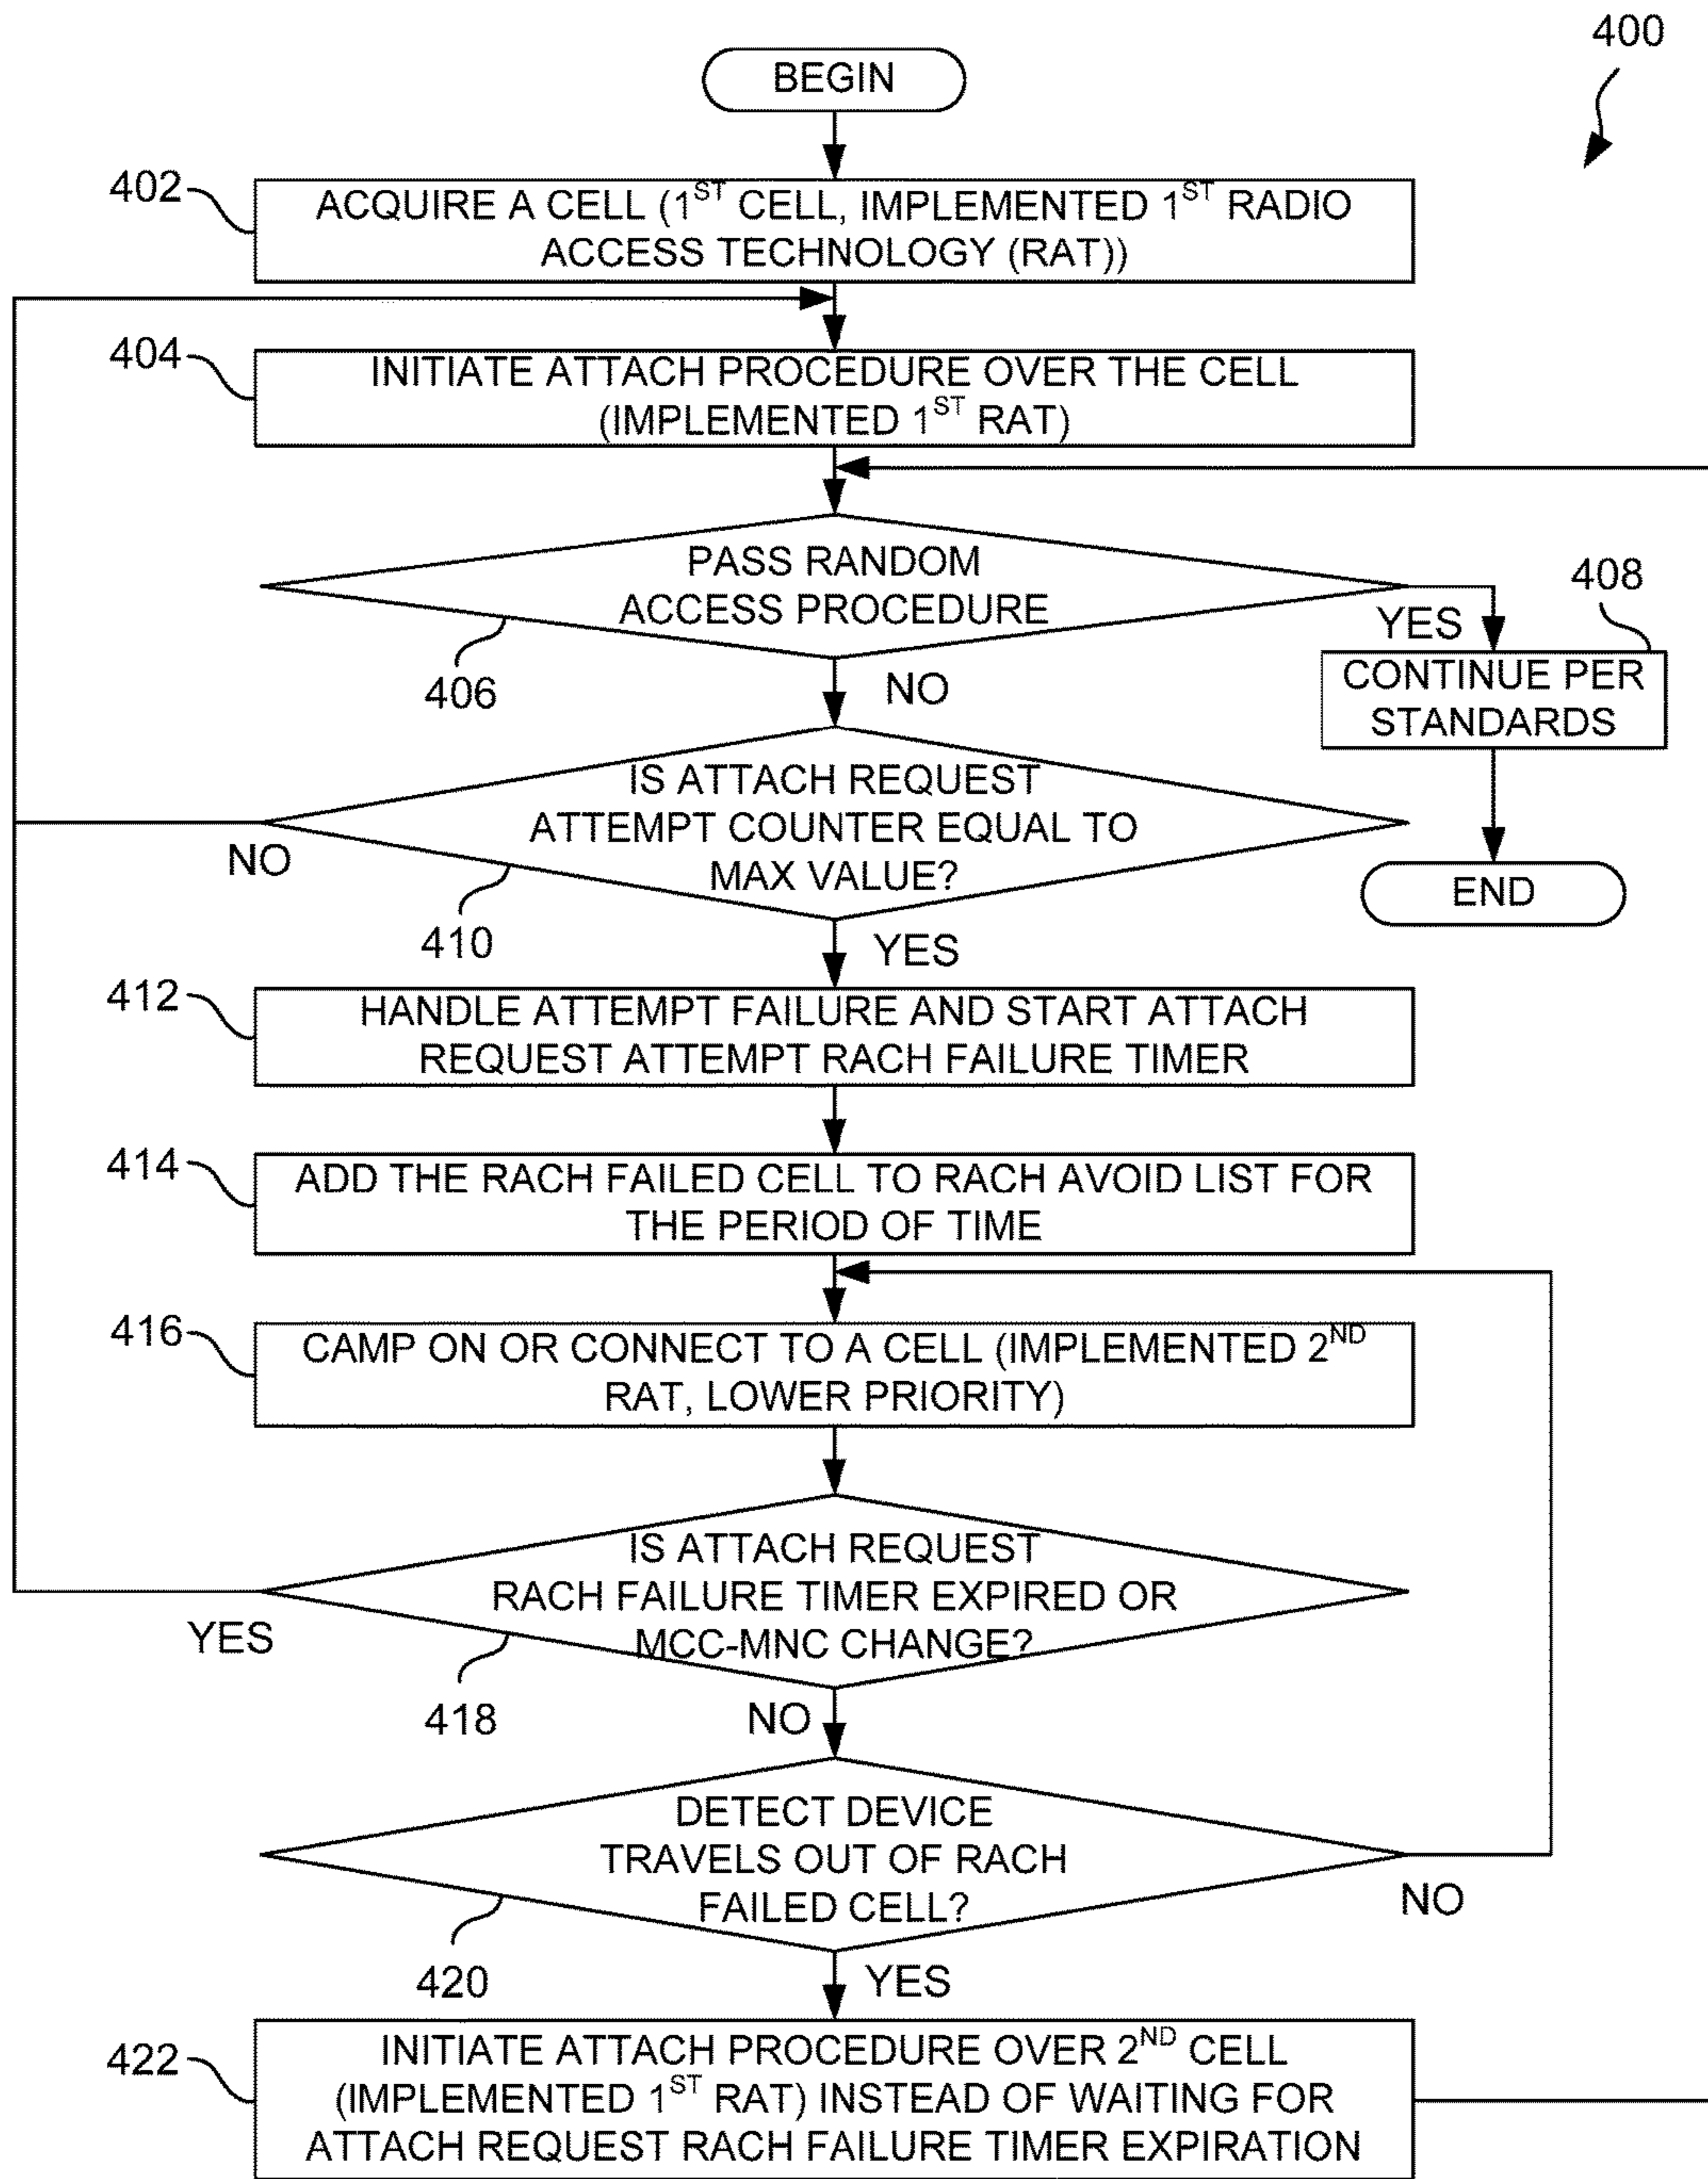 400
BEGIN
402
ACQUIRE A CELL (1ST CELL, IMPLEMENTED 1ST RADIO
ACCESS TECHNOLOGY (RAT))
404
INITIATE ATTACH PROCEDURE OVER THE CELL
(IMPLEMENTED 1ST RAT)
PASS RANDOM
ACCESS PROCEDURE
406
YES
408
CONTINUE PER
STANDARDS
END
NO
IS ATTACH REQUEST
ATTEMPT COUNTER EQUAL TO
MAX VALUE?
NO
410
YES
412
HANDLE ATTEMPT FAILURE AND START ATTACH
REQUEST ATTEMPT RACH FAILURE TIMER
414
ADD THE RACH FAILED CELL TO RACH AVOID LIST FOR
THE PERIOD OF TIME
416
CAMP ON OR CONNECT TO A CELL (IMPLEMENTED 2ND
RAT, LOWER PRIORITY)
IS ATTACH REQUEST
RACH FAILURE TIMER EXPIRED OR
MCC-MNC CHANGE?
YES
418
NO
DETECT DEVICE
TRAVELS OUT OF RACH
FAILED CELL?
NO
420
YES
422
INITIATE ATTACH PROCEDURE OVER 2ND CELL
(IMPLEMENTED 1ST RAT) INSTEAD OF WAITING FOR
ATTACH REQUEST RACH FAILURE TIMER EXPIRATION